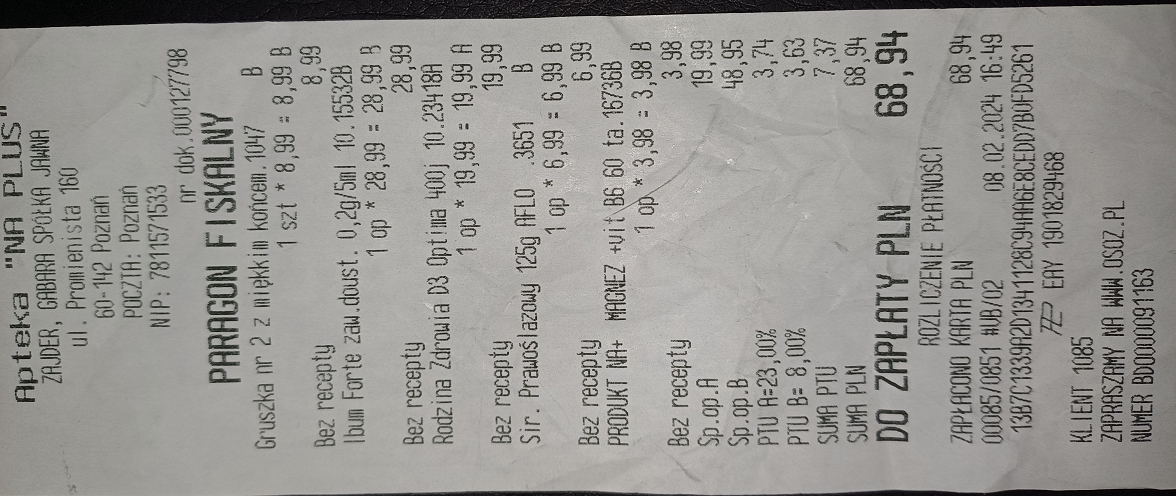 Apteka "NA PLUS"
ZAJDER, GABARA SPÓŁKA JAWNA
ul. Promienista 160
60-142 Poznań
POCZTA: Poznań
NIP: 7811571533
nr dok.000127798
PARAGON FISKALNY
Gruszka nr 2 z miękkim końcem.1047 B
1 szt * 8,99 = 8,99 B
8,99
Bez recepty
Ibum Forte zaw.doust. 0,2g/5ml 10.15532B
1 op * 28,99 = 28,99 B
28,99
Bez recepty
Rodzina Zdrowia D3 Optima 400j 10.23418A
1 op * 19,99 = 19,99 A
19,99
Bez recepty
Sir. Prawoślazowy 125g AFLO .3651 B
1 op * 6,99 = 6,99 B
6,99
Bez recepty
PRODUKT NA+ MAGNEZ +vit B6 60 ta.16736B
1 op * 3,98 = 3,98 B
3,98
Bez recepty
Sp.op.A 19,99
Sp.op.B 48,95
PTU A=23,00% 3,74
PTU B= 8,00% 3,63
SUMA PTU 7,37
SUMA PLN 68,94
DO ZAPŁATY PLN 68,94
ROZLICZENIE PŁATNOŚCI
ZAPŁACONO KARTA PLN 68,94
000857/0851 #UB/02 08.02.2024 16:49
13B7C1339A2D1341128C94AA6E8CEDD7B0FD5261
EAY 1901829468
KLIENT 1085
ZAPRASZAMY NA WWW.OSOZ.PL
NUMER BDO000091163